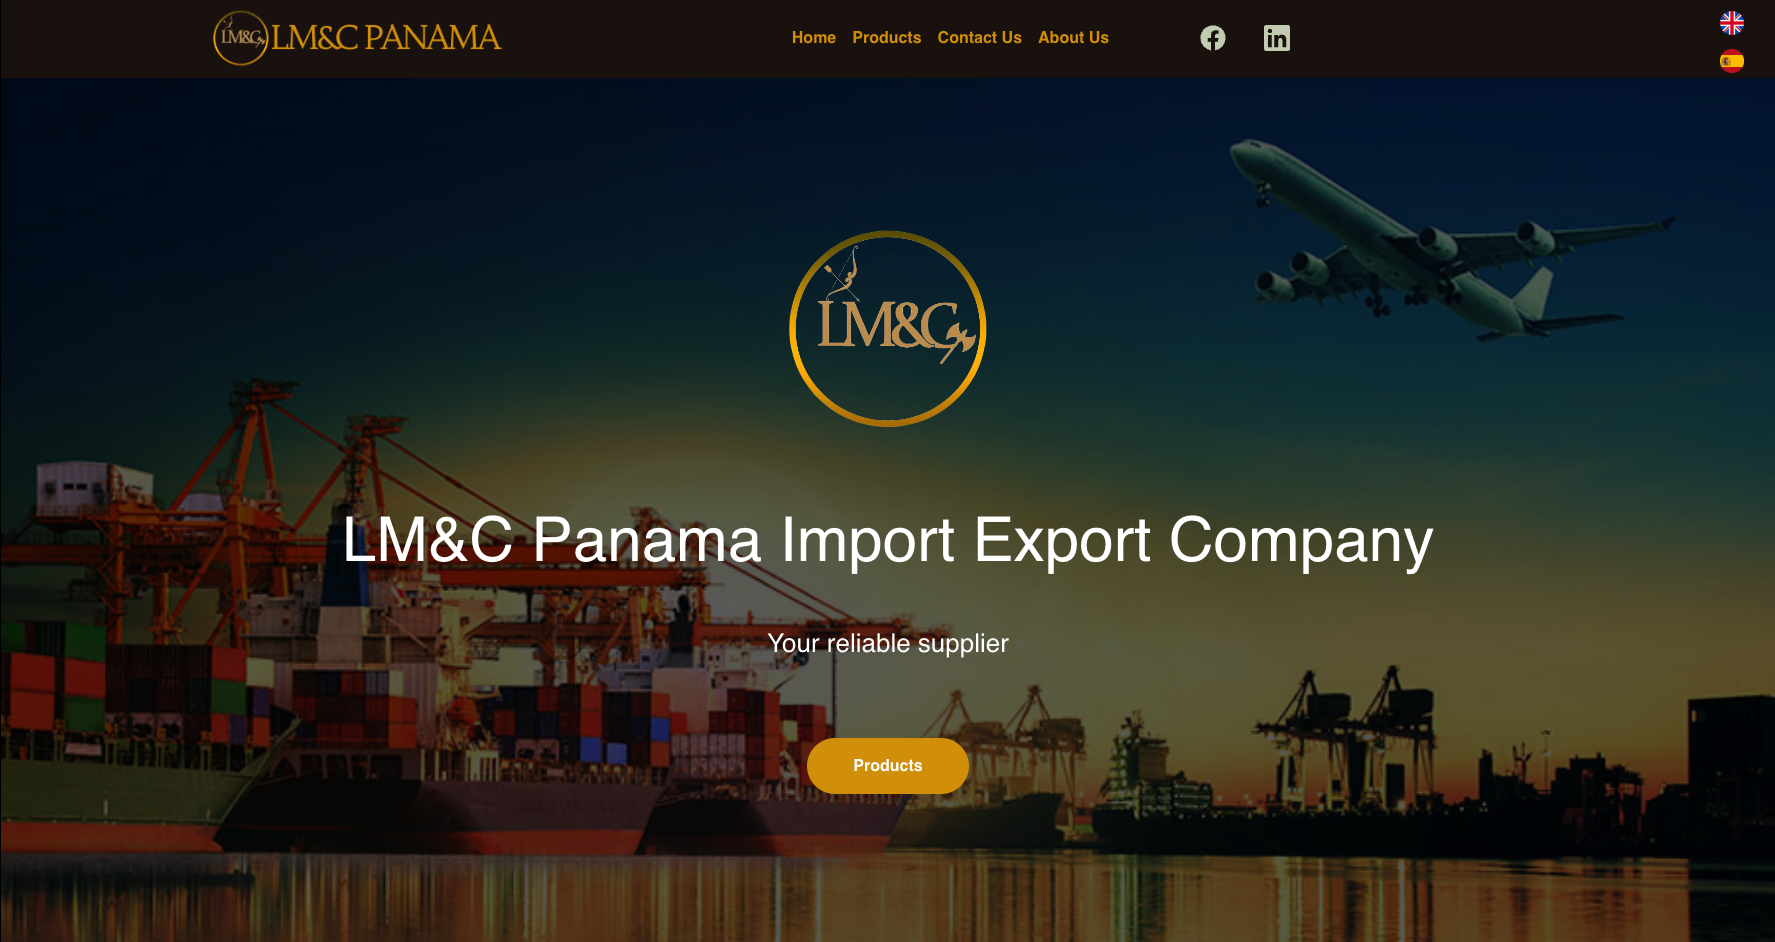 LM&C LM&C PANAMA
Home Products Contact Us About Us
LM&C
LM&C Panama Import Export Company
Your reliable supplier
Products